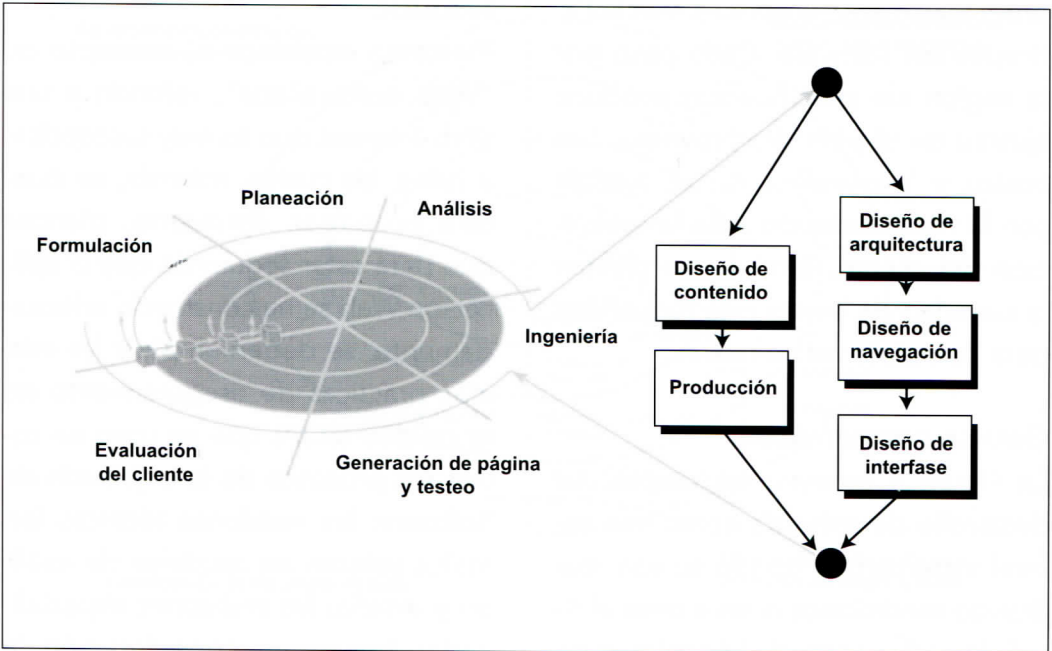 Planeación
Análisis
Formulación
Ingeniería
Evaluación
del cliente
Generación de página
y testeo
Diseño de
contenido
Producción
Diseño de
arquitectura
Diseño de
navegación
Diseño de
interfase